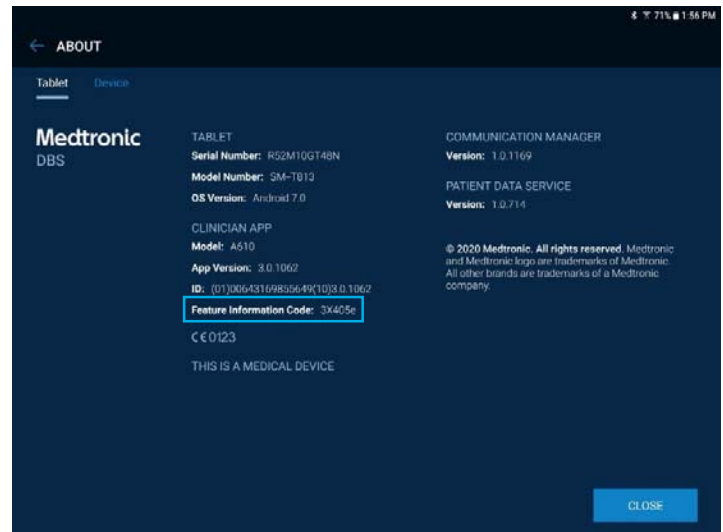 71% 1:56 PM
ABOUT
Tablet Device
Medtronic
DBS
TABLET
Serial Number: R52M10GT48N
Model Number: SM-T813
OS Version: Android 7.0
CLINICIAN APP
Model: A610
App Version: 3.0.1062
ID: (01)00643169855649(10)3.0.1062
Feature Information Code: 3X405e
CE0123
THIS IS A MEDICAL DEVICE
COMMUNICATION MANAGER
Version: 1.0.1169
PATIENT DATA SERVICE
Version: 1.0.714
© 2020 Medtronic. All rights reserved. Medtronic
and Medtronic logo are trademarks of Medtronic.
All other brands are trademarks of a Medtronic
company.
CLOSE